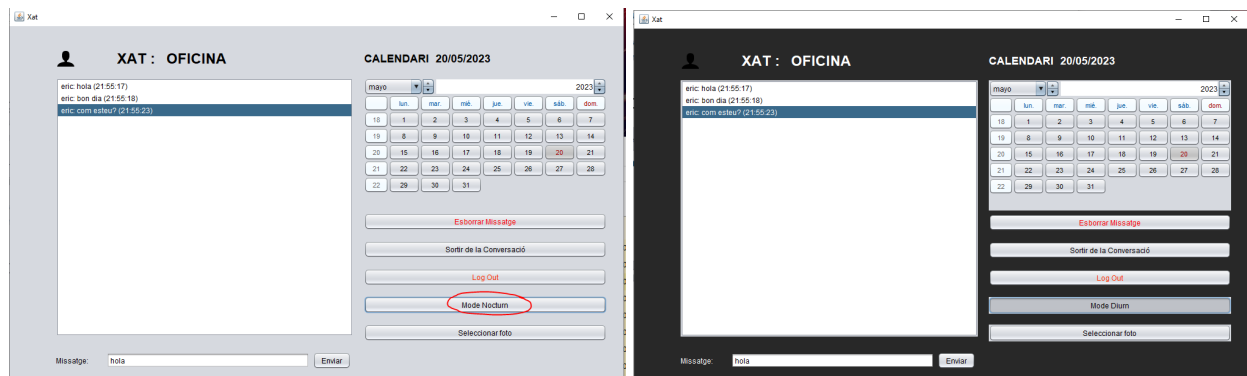 Xat
XAT : OFICINA
CALENDARI 20/05/2023
eric: hola (21:55:17)
eric: bon dia (21:55:18)
eric: com esteu? (21:55:23)
mayo 2023
lun. mar. mié. jue. vie. sáb. dom.
18 1 2 3 4 5 6 7
19 8 9 10 11 12 13 14
20 15 16 17 18 19 20 21
21 22 23 24 25 26 27 28
22 29 30 31
Esborrar Missatge
Sortir de la Conversació
Log Out
Mode Nocturn
Seleccionar foto
Missatge: hola Enviar
Xat
XAT : OFICINA
CALENDARI 20/05/2023
eric: hola (21:55:17)
eric: bon dia (21:55:18)
eric: com esteu? (21:55:23)
mayo 2023
lun. mar. mié. jue. vie. sáb. dom.
18 1 2 3 4 5 6 7
19 8 9 10 11 12 13 14
20 15 16 17 18 19 20 21
21 22 23 24 25 26 27 28
22 29 30 31
Esborrar Missatge
Sortir de la Conversació
Log Out
Mode Diurn
Seleccionar foto
Missatge: hola Enviar